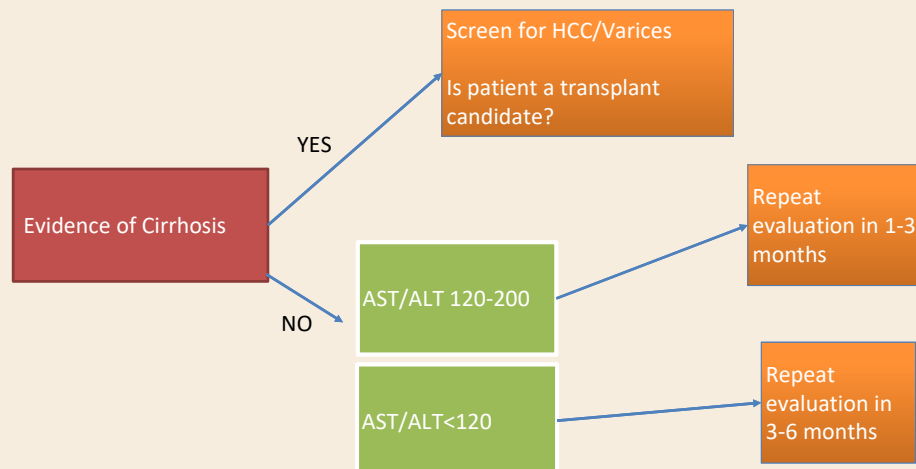 Screen for HCC/Varices
Is patient a transplant
candidate?
YES
Evidence of Cirrhosis
NO
AST/ALT 120-200
Repeat
evaluation in 1-3
months
AST/ALT<120
Repeat
evaluation in
3-6 months